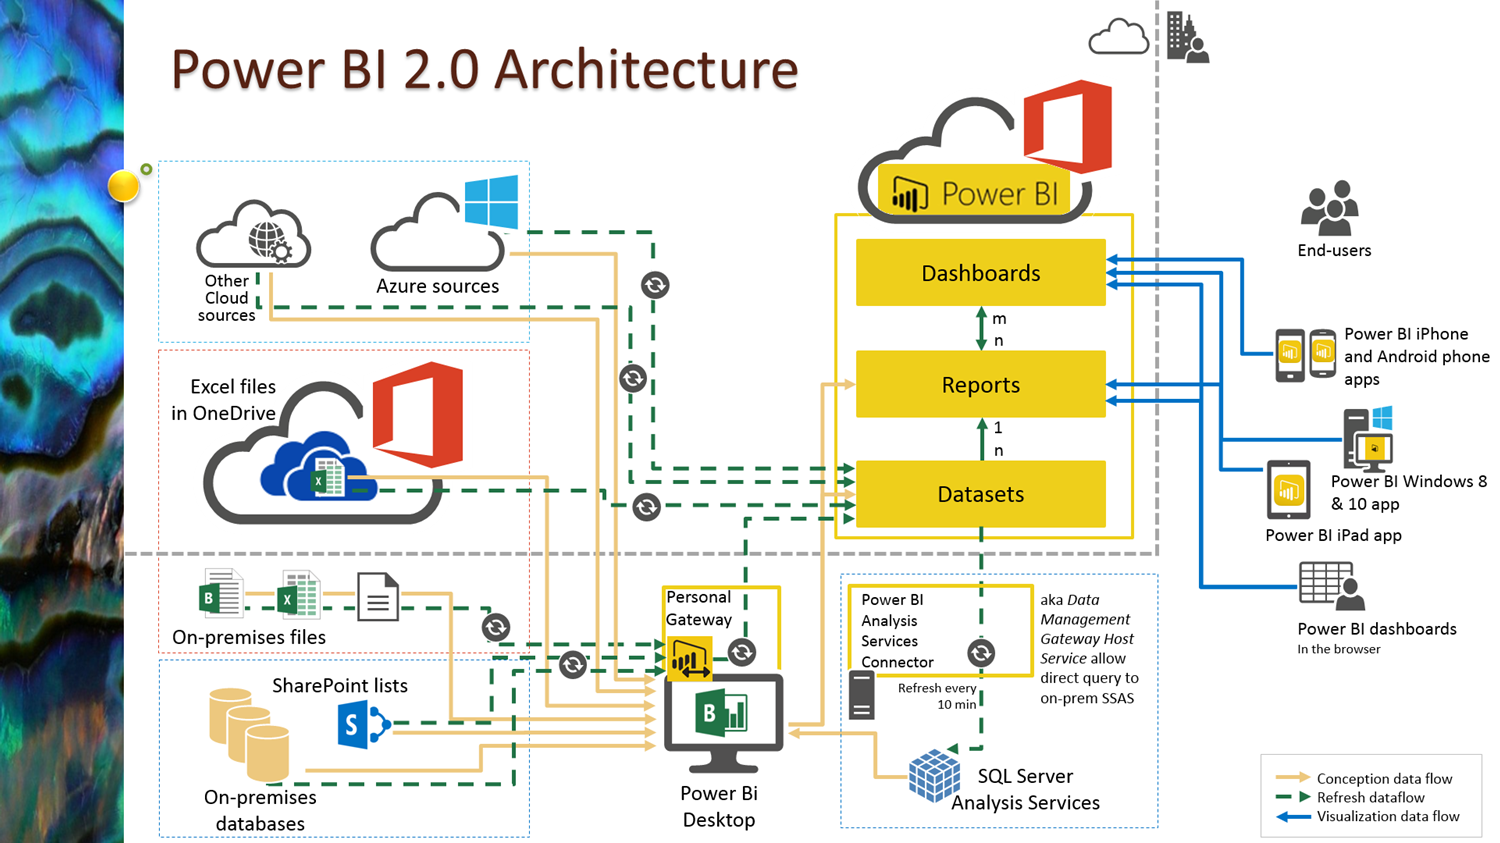 Power BI 2.0 Architecture
Power BI
Other
Cloud
sources
Azure sources
Excel files
in OneDrive
X
B
X
On-premises files
SharePoint lists
S
On-premises
databases
Personal
Gateway
B
Power Bi
Desktop
Dashboards
m
n
Reports
1
n
Datasets
Power BI
Analysis
Services
Connector
aka Data
Management
Gateway Host
Service allow
direct query to
on-prem SSAS
Refresh every
10 min
SQL Server
Analysis Services
End-users
Power BI iPhone
and Android phone
apps
Power BI Windows 8
& 10 app
Power BI iPad app
Power BI dashboards
In the browser
Conception data flow
Refresh dataflow
Visualization data flow